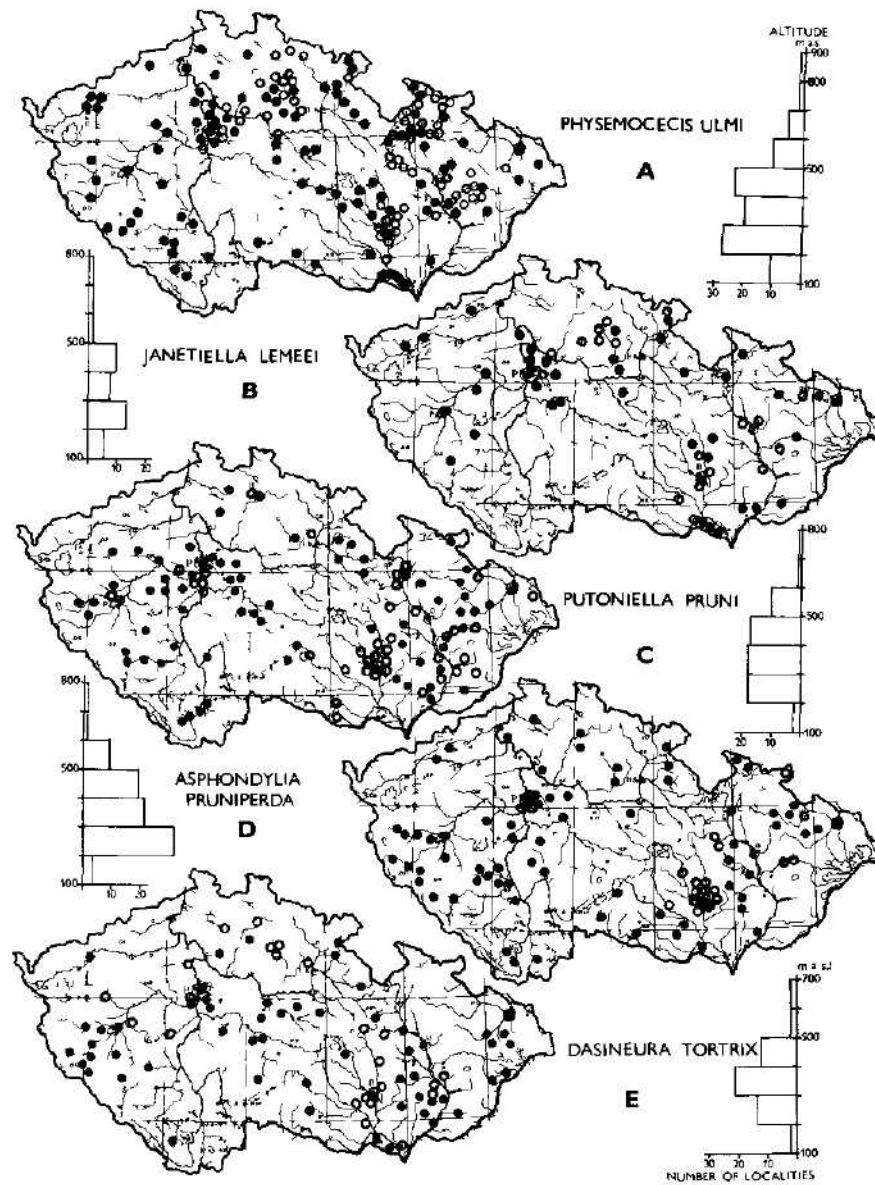 ALTITUDE
m a s
900
800
PHYSEMOCECIS ULMI
A
500
100
30 20 10
800
500
JANETIELLA LEMEEI
B
100
10 20
800
PUTONIELLA PRUNI
500
C
100
20 10
800
500
ASPHONDYLIA
PRUNIPERDA
D
100
10 20
m a s.l
700
500
DASINEURA TORTRIX
E
100
30 20 10
NUMBER OF LOCALITIES